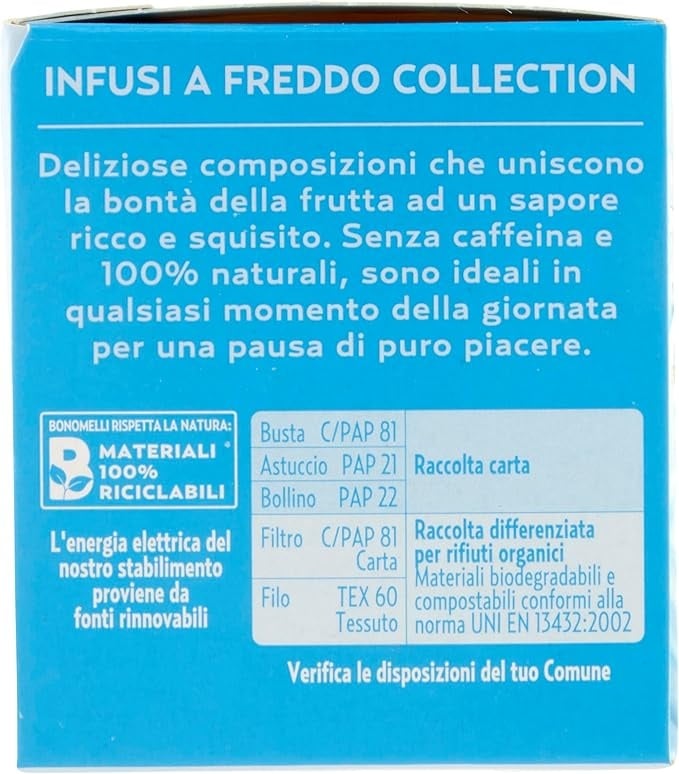 INFUSI A FREDDO COLLECTION
Deliziose composizioni che uniscono
la bontà della frutta ad un sapore
ricco e squisito. Senza caffeina e
100% naturali, sono ideali in
qualsiasi momento della giornata
per una pausa di puro piacere.
BONOMELLI RISPETTA LA NATURA:
B MATERIALI
100%
RICICLABILI
L'energia elettrica del
nostro stabilimento
proviene da
fonti rinnovabili
Busta C/PAP 81
Astuccio PAP 21 Raccolta carta
Bollino PAP 22
Filtro C/PAP 81
Carta
Filo TEX 60
Tessuto
Raccolta differenziata
per rifiuti organici
Materiali biodegradabili e
compostabili conformi alla
norma UNI EN 13432:2002
Verifica le disposizioni del tuo Comune